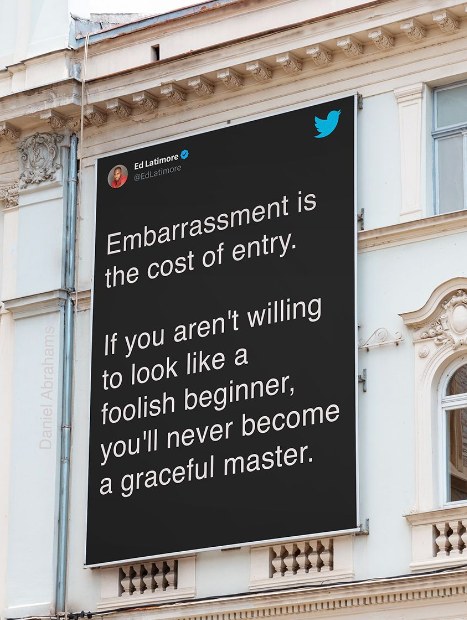 Ed Latimore
@EdLatimore
Embarrassment is
the cost of entry.
If you aren't willing
to look like a
foolish beginner,
you'll never become
a graceful master.
Daniel Abrahams